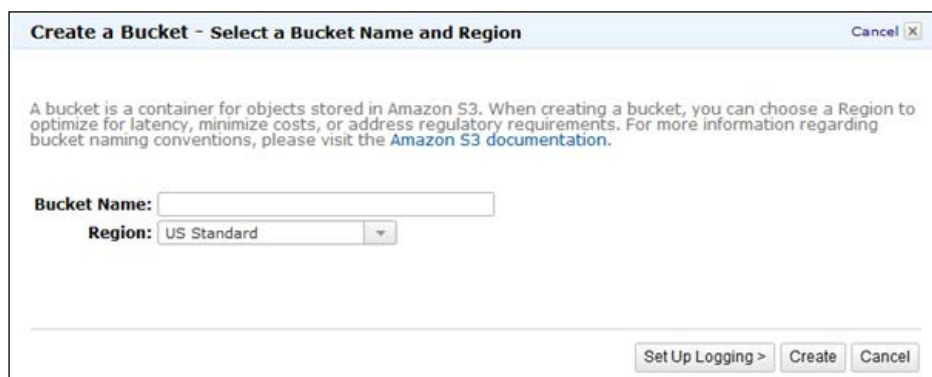 Create a Bucket - Select a Bucket Name and Region
Cancel
A bucket is a container for objects stored in Amazon S3. When creating a bucket, you can choose a Region to
optimize for latency, minimize costs, or address regulatory requirements. For more information regarding
bucket naming conventions, please visit the Amazon S3 documentation.
Bucket Name:
Region: US Standard
Set Up Logging > Create Cancel